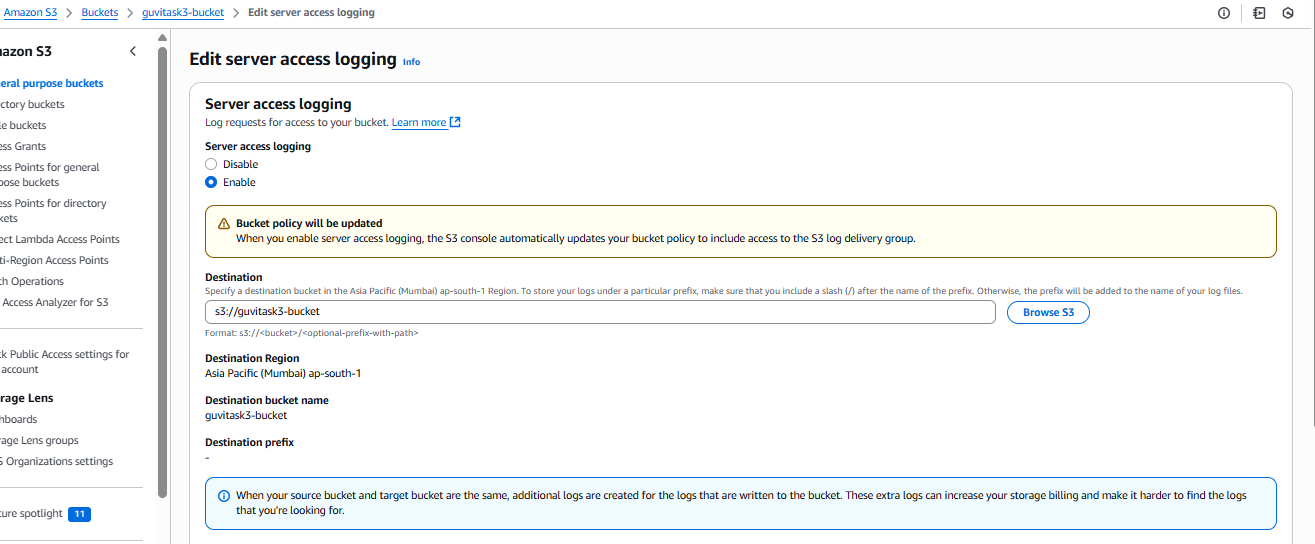 Amazon S3 > Buckets > guvitask3-bucket > Edit server access logging
azon S3
eral purpose buckets
ctory buckets
le buckets
ess Grants
ess Points for general
pose buckets
ess Points for directory
kets
ect Lambda Access Points
ti-Region Access Points
ch Operations
Access Analyzer for S3
ck Public Access settings for
account
rage Lens
hboards
rage Lens groups
S Organizations settings
ture spotlight 11
Edit server access logging Info
Server access logging
Log requests for access to your bucket. Learn more
Server access logging
Disable
Enable
Bucket policy will be updated
When you enable server access logging, the S3 console automatically updates your bucket policy to include access to the S3 log delivery group.
Destination
Specify a destination bucket in the Asia Pacific (Mumbai) ap-south-1 Region. To store your logs under a particular prefix, make sure that you include a slash (/) after the name of the prefix. Otherwise, the prefix will be added to the name of your log files.
s3://guvitask3-bucket
Browse S3
Format: s3://<bucket>/<optional-prefix-with-path>
Destination Region
Asia Pacific (Mumbai) ap-south-1
Destination bucket name
guvitask3-bucket
Destination prefix
-
When your source bucket and target bucket are the same, additional logs are created for the logs that are written to the bucket. These extra logs can increase your storage billing and make it harder to find the logs
that you're looking for.